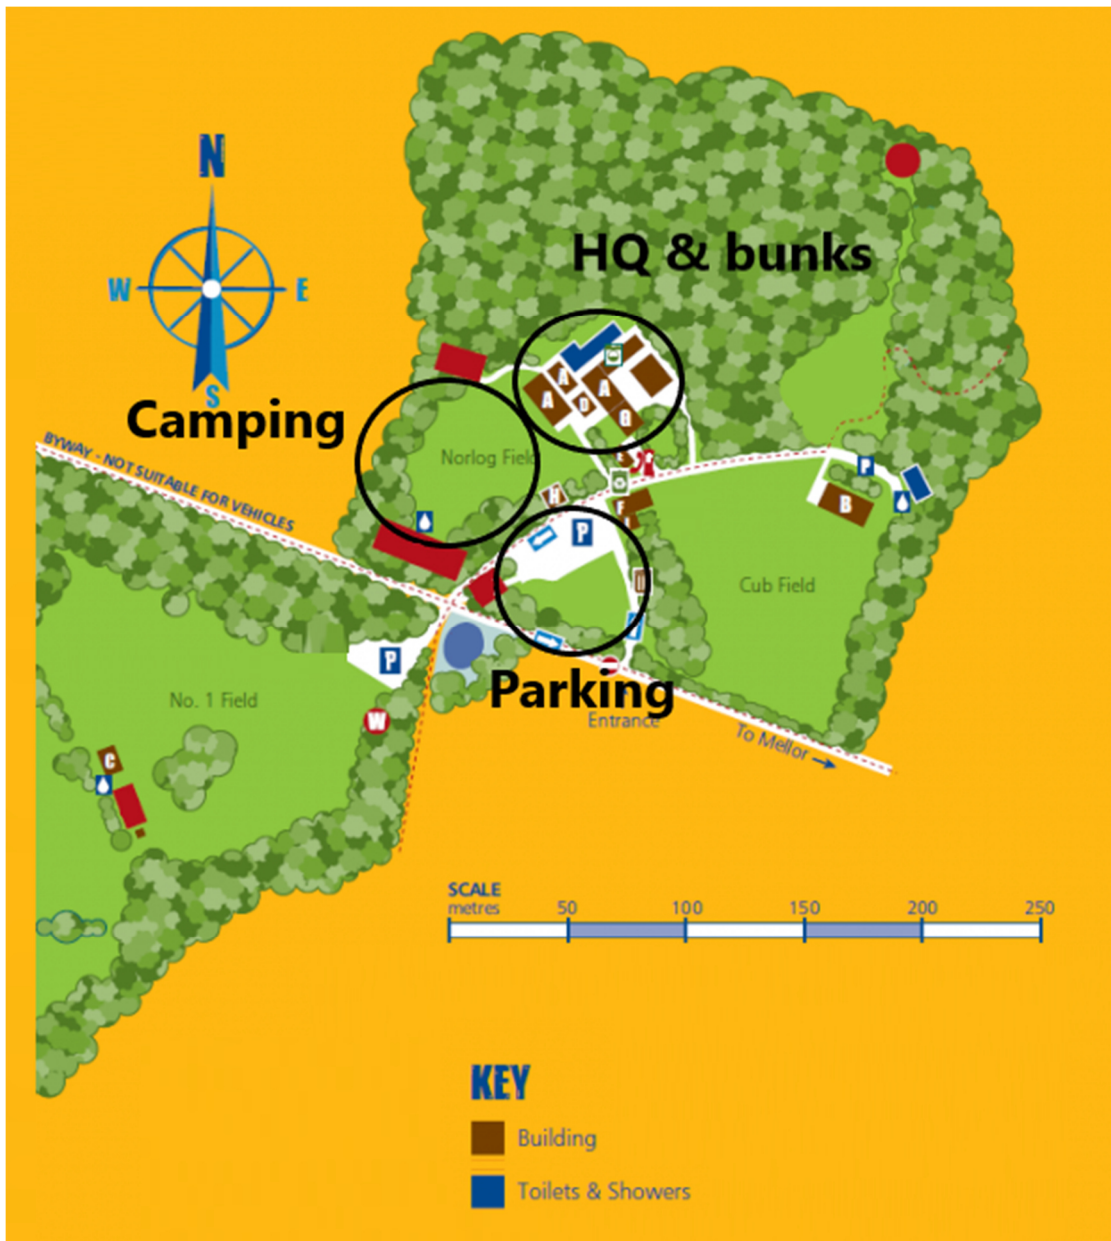 N
W
E
S
HQ & bunks
Camping
BYWAY - NOT SUITABLE FOR VEHICLES
Norlog Field
A
A
A
D
G
H
F
P
P
B
Cub Field
P
No. 1 Field
W
C
Parking
Entrance
To Mellor
SCALE
metres 50 100 150 200 250
KEY
Building
Toilets & Showers